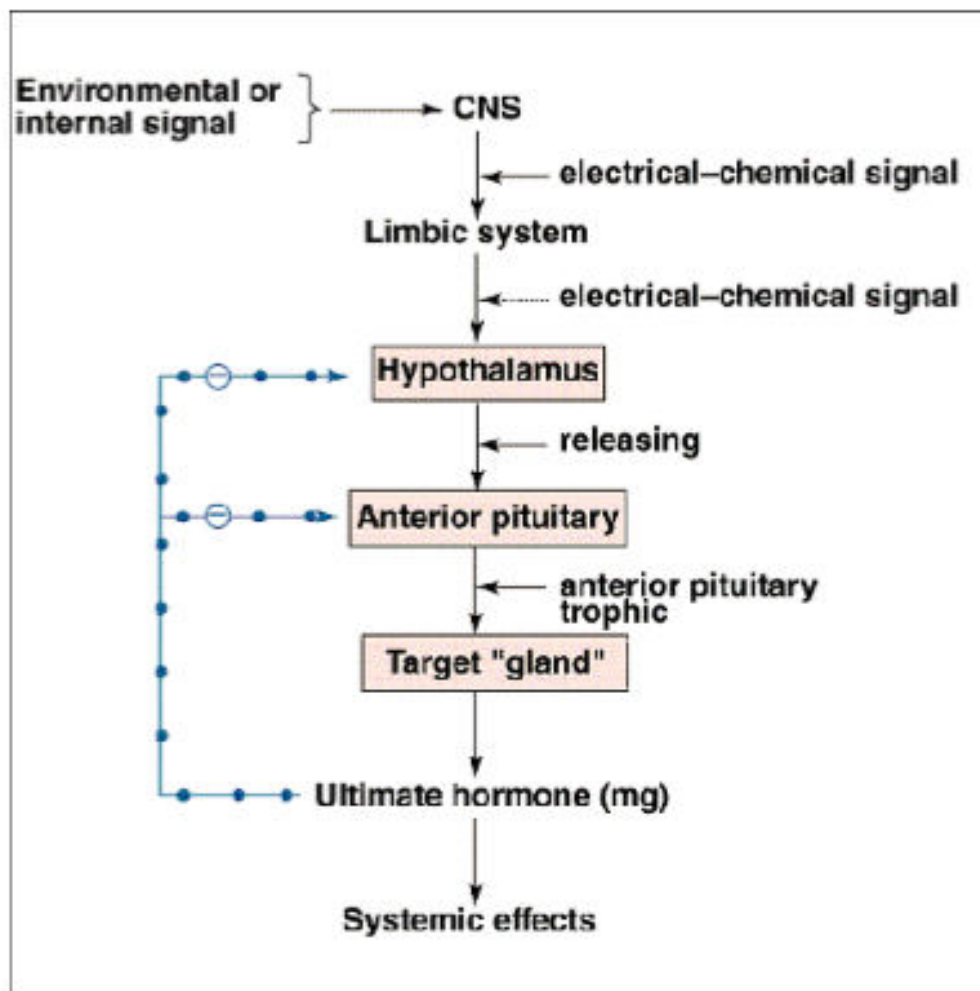 Environmental or
internal signal
CNS
electrical–chemical signal
Limbic system
electrical–chemical signal
Hypothalamus
releasing
Anterior pituitary
anterior pituitary
trophic
Target "gland"
Ultimate hormone (mg)
Systemic effects